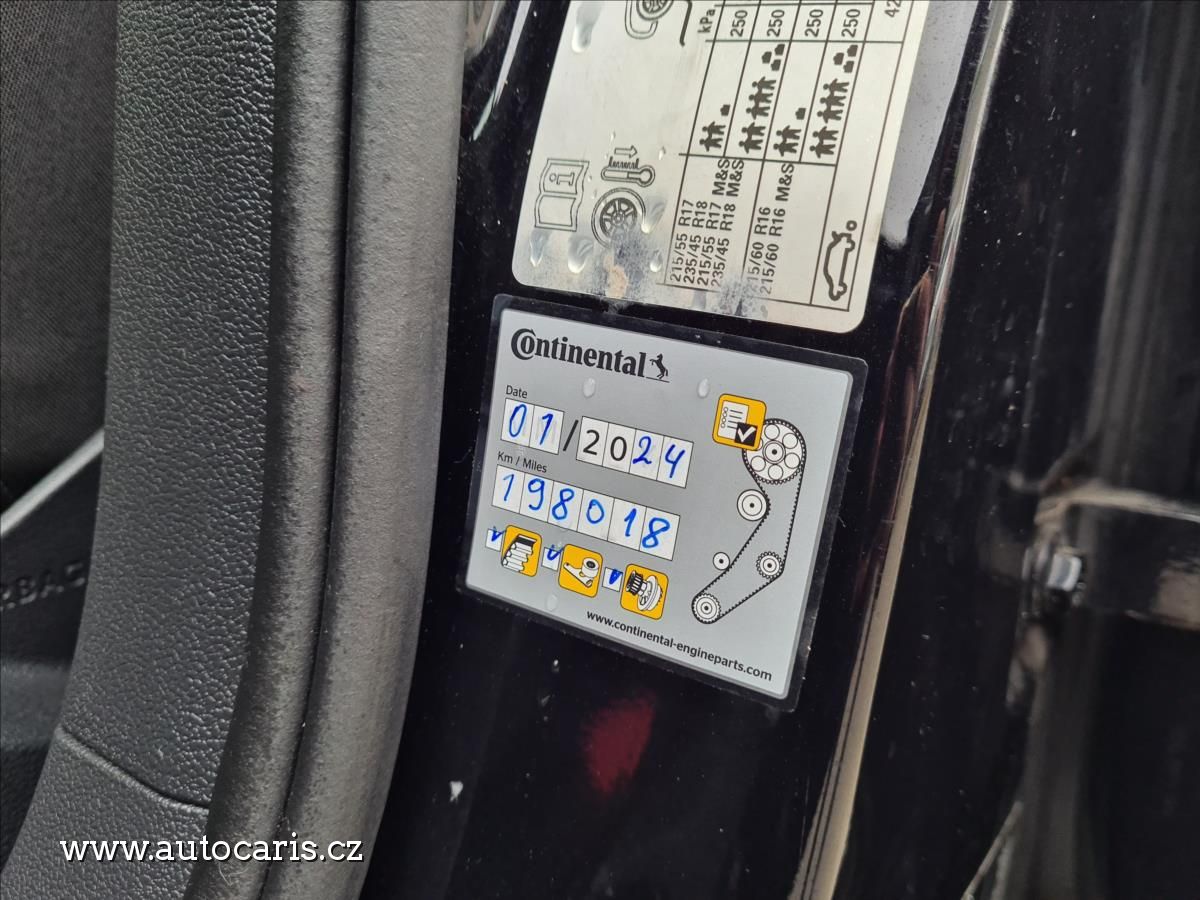 kPa
250
250
250
250
42
215/55 R17
235/45 R18
215/55 R17 M&S
235/45 R18 M&S
215/60 R16
215/60 R16 M&S
i
Continental
Date
01/2024
Km / Miles
198018
www.continental-engineparts.com
www.autocaris.cz